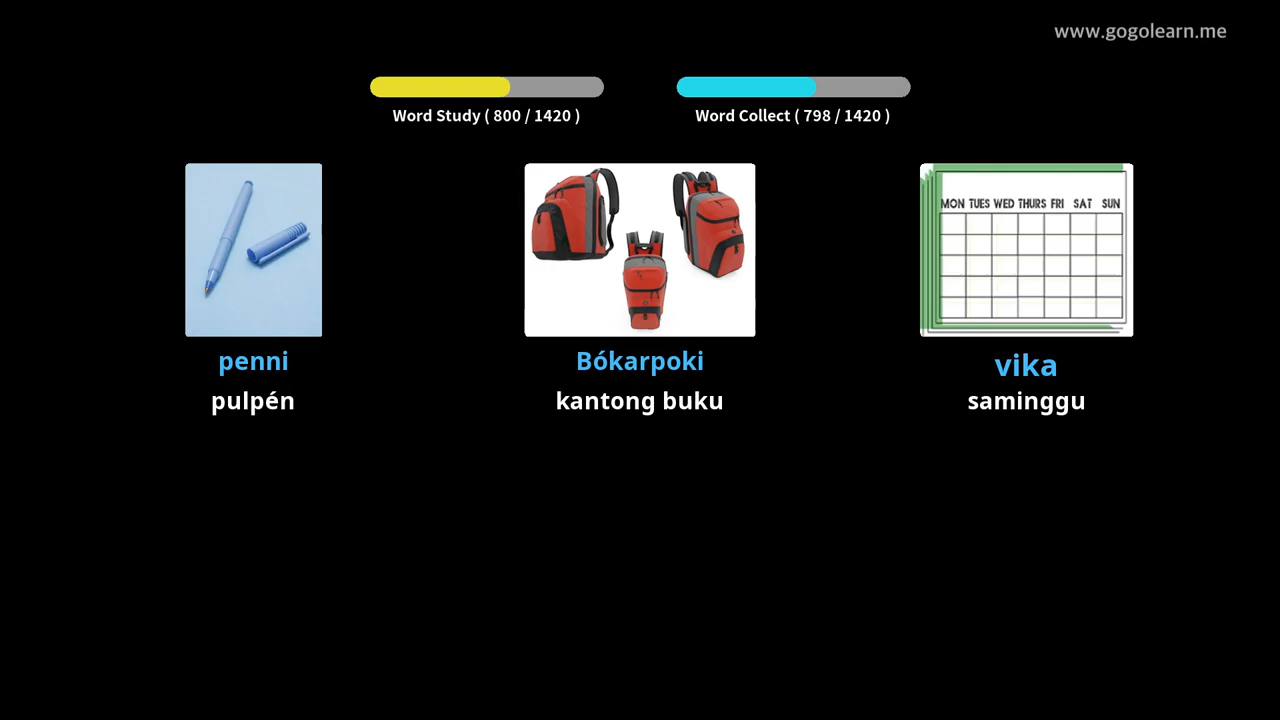 www.gogolearn.me
Word Study ( 800 / 1420 )
Word Collect ( 798 / 1420 )
MON TUES WED THURS FRI SAT SUN
penni
Bókarpoki
vika
pulpén
kantong buku
saminggu